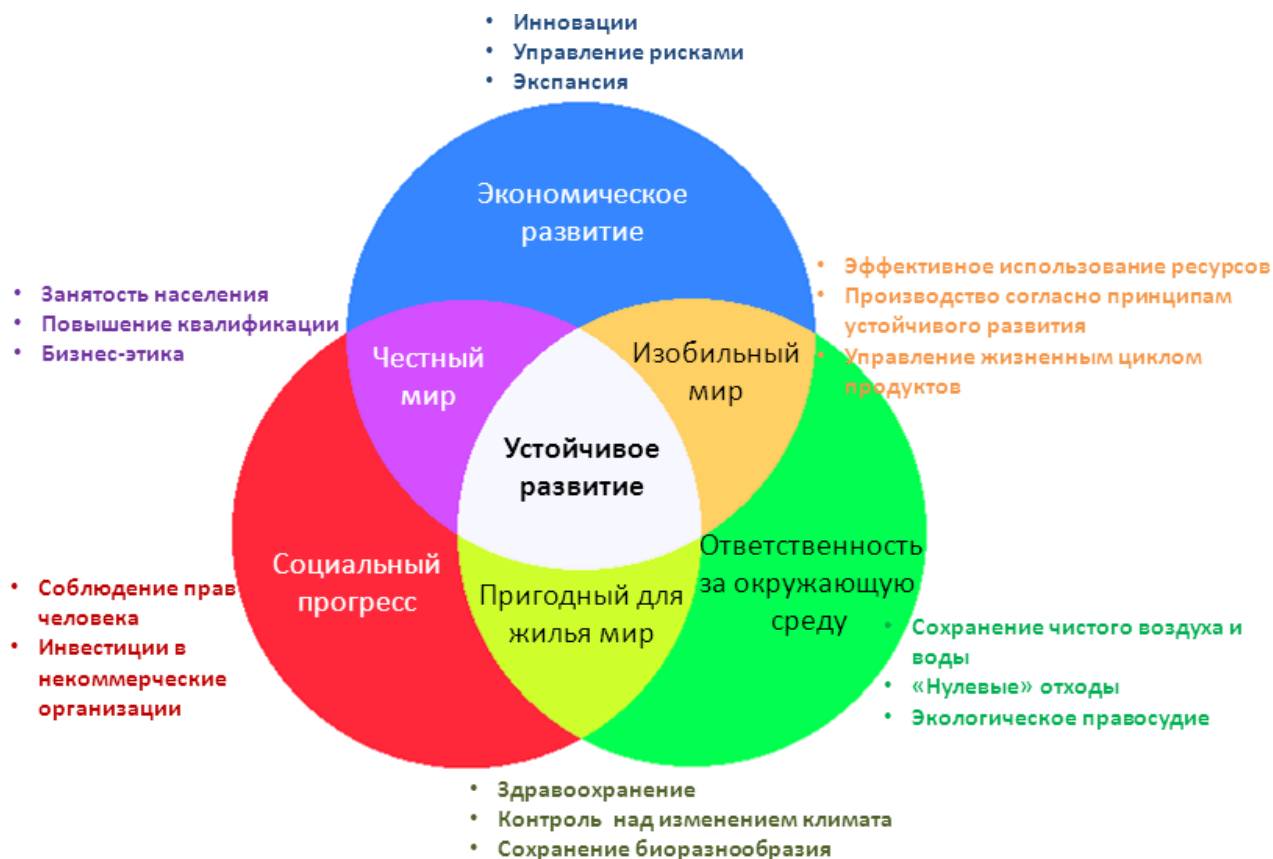 • Инновации
• Управление рисками
• Экспансия
Экономическое
развитие
• Эффективное использование ресурсов
• Производство согласно принципам
устойчивого развития
• Управление жизненным циклом
продуктов
• Занятость населения
• Повышение квалификации
• Бизнес-этика
Честный
мир
Изобильный
мир
Устойчивое
развитие
Социальный
прогресс
Пригодный для
жилья мир
Ответственность
за окружающую
среду
• Соблюдение прав
человека
• Инвестиции в
некоммерческие
организации
• Сохранение чистого воздуха и
воды
• «Нулевые» отходы
• Экологическое правосудие
• Здравоохранение
• Контроль над изменением климата
• Сохранение биоразнообразия